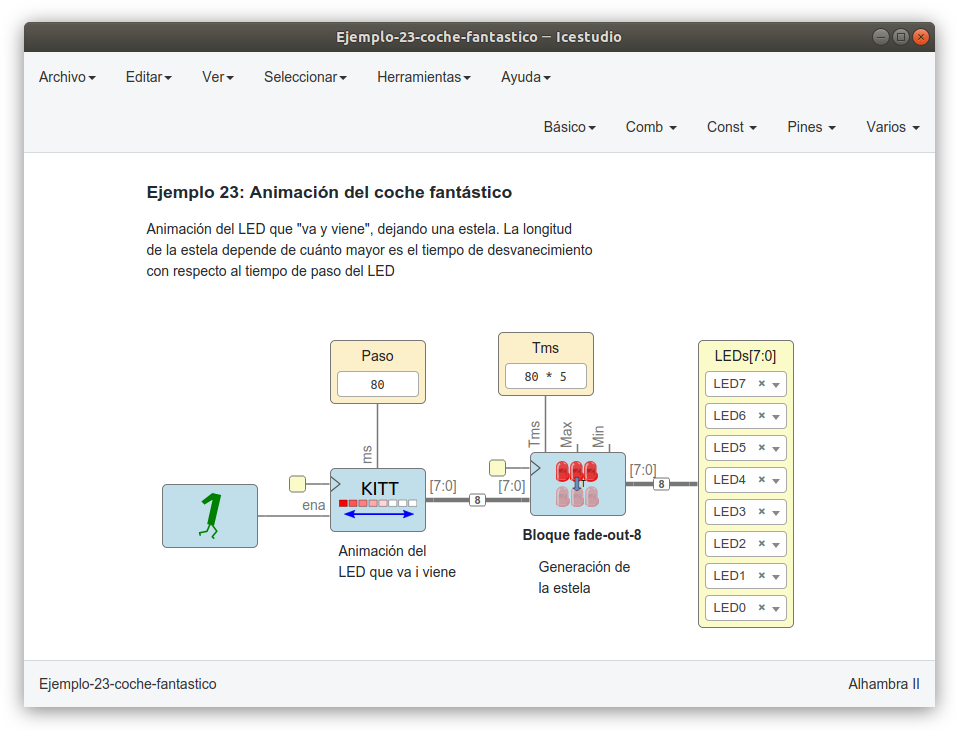 Ejemplo-23-coche-fantastico — Icestudio
Archivo Editar Ver Seleccionar Herramientas Ayuda
Básico Comb Const Pines Varios
Ejemplo 23: Animación del coche fantástico
Animación del LED que "va y viene", dejando una estela. La longitud
de la estela depende de cuánto mayor es el tiempo de desvanecimiento
con respecto al tiempo de paso del LED
Paso
80
Tms
80 * 5
LEDs[7:0]
LED7
LED6
LED5
LED4
LED3
LED2
LED1
LED0
ms
Tms
Max
Min
1
ena
KITT
[7:0]
8
[7:0]
[7:0]
8
Animación del
LED que va i viene
Bloque fade-out-8
Generación de
la estela
Ejemplo-23-coche-fantastico
Alhambra II